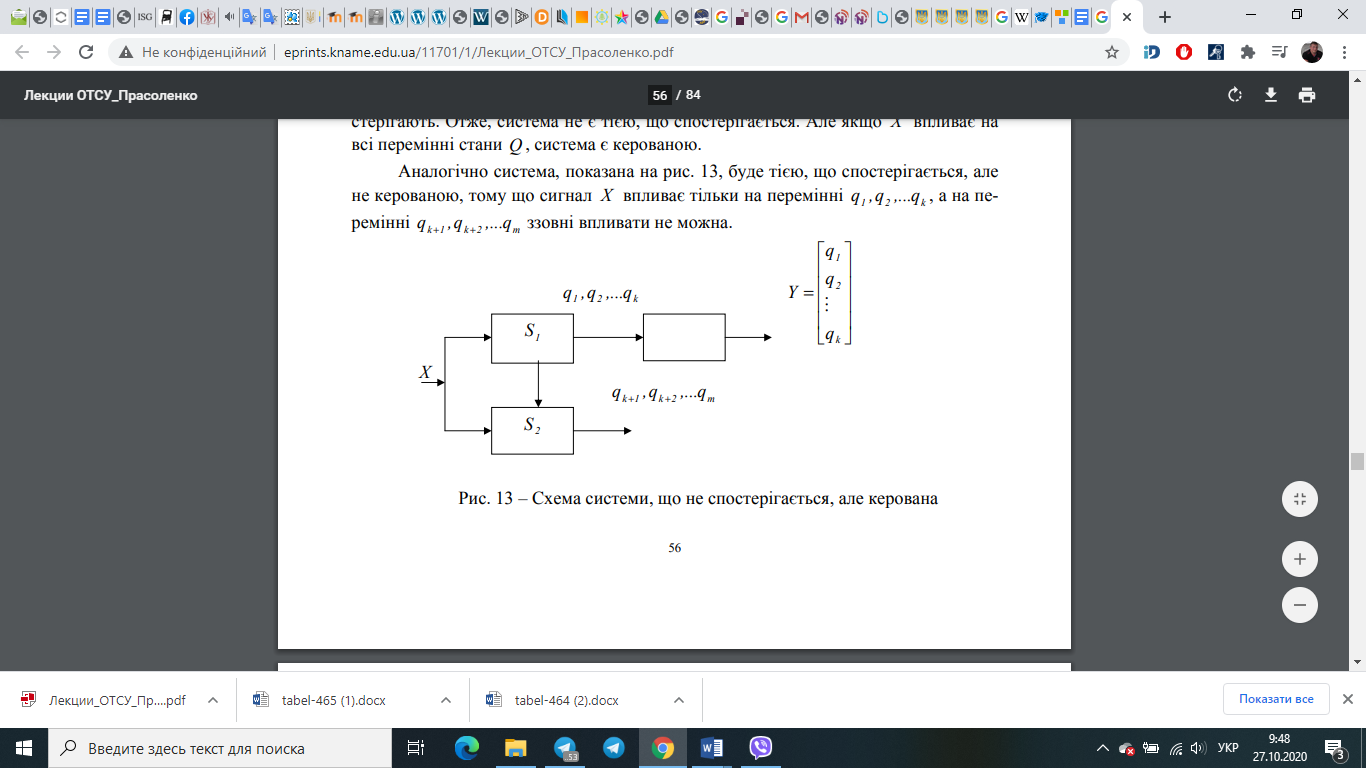 ISG
Не конфіденційний
eprints.kname.edu.ua/11701/1/Лекции_ОТСУ_Прасоленко.pdf
Лекции ОТСУ_Прасоленко
56 / 84
стерігають. Отже, система не є тією, що спостерігається. Але якщо X впливає на
всі перемінні стани Q, система є керованою.
Аналогічно система, показана на рис. 13, буде тією, що спостерігається, але
не керованою, тому що сигнал X впливає тільки на перемінні q1,q2,...qk, а на пе-
ремінні qk+1,qk+2,...qm ззовні впливати не можна.
Y = [q1 q2 ⋮ qk]
q1,q2,...qk
S1
X
qk+1,qk+2,...qm
S2
Рис. 13 – Схема системи, що не спостерігається, але керована
56
Лекции_ОТСУ_Пр....pdf
tabel-465 (1).docx
tabel-464 (2).docx
Показати все
Введите здесь текст для поиска
53
УКР
9:48
27.10.2020
3